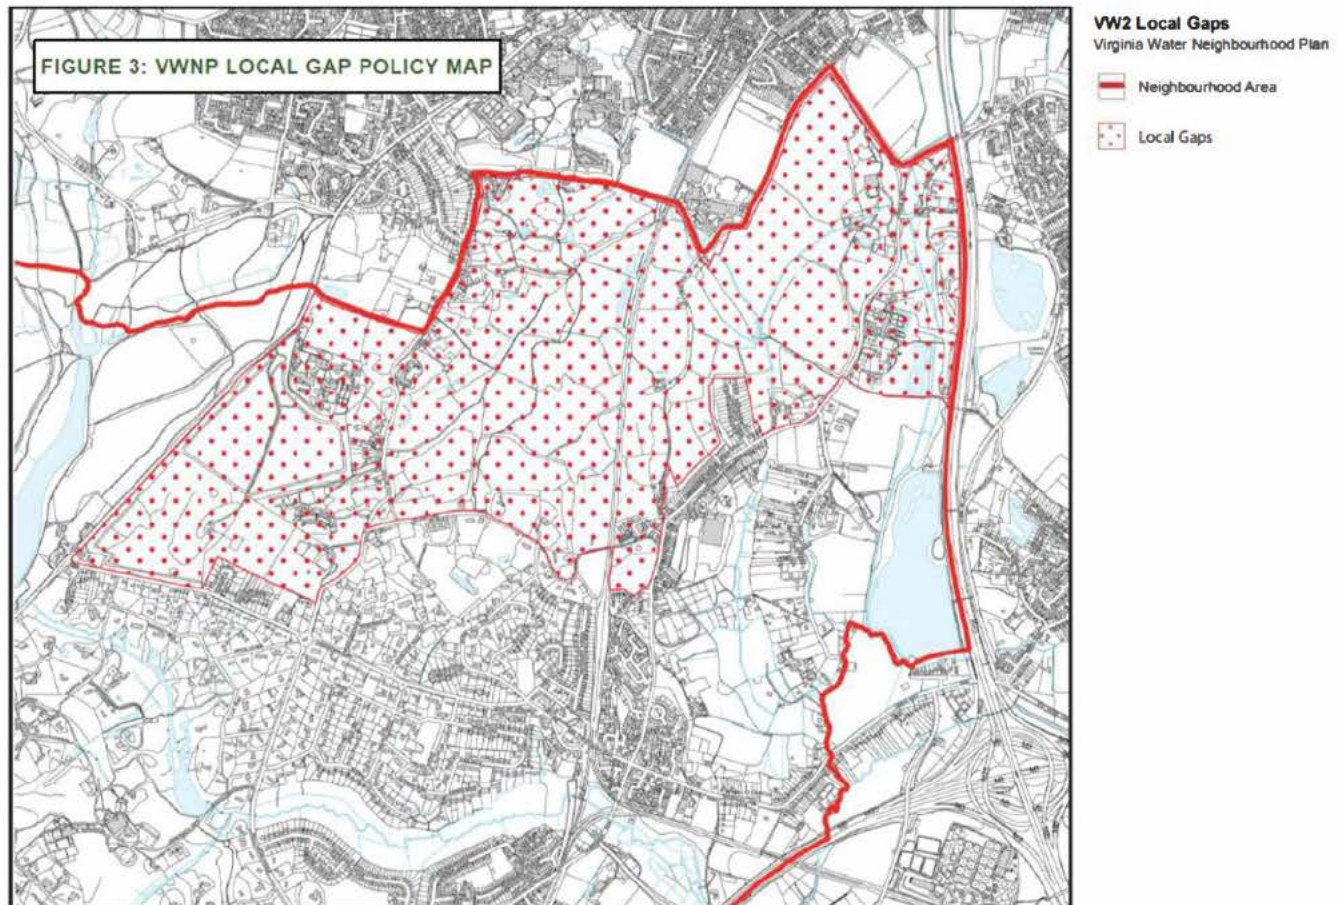 FIGURE 3: VWNP LOCAL GAP POLICY MAP
VW2 Local Gaps
Virginia Water Neighbourhood Plan
Neighbourhood Area
Local Gaps